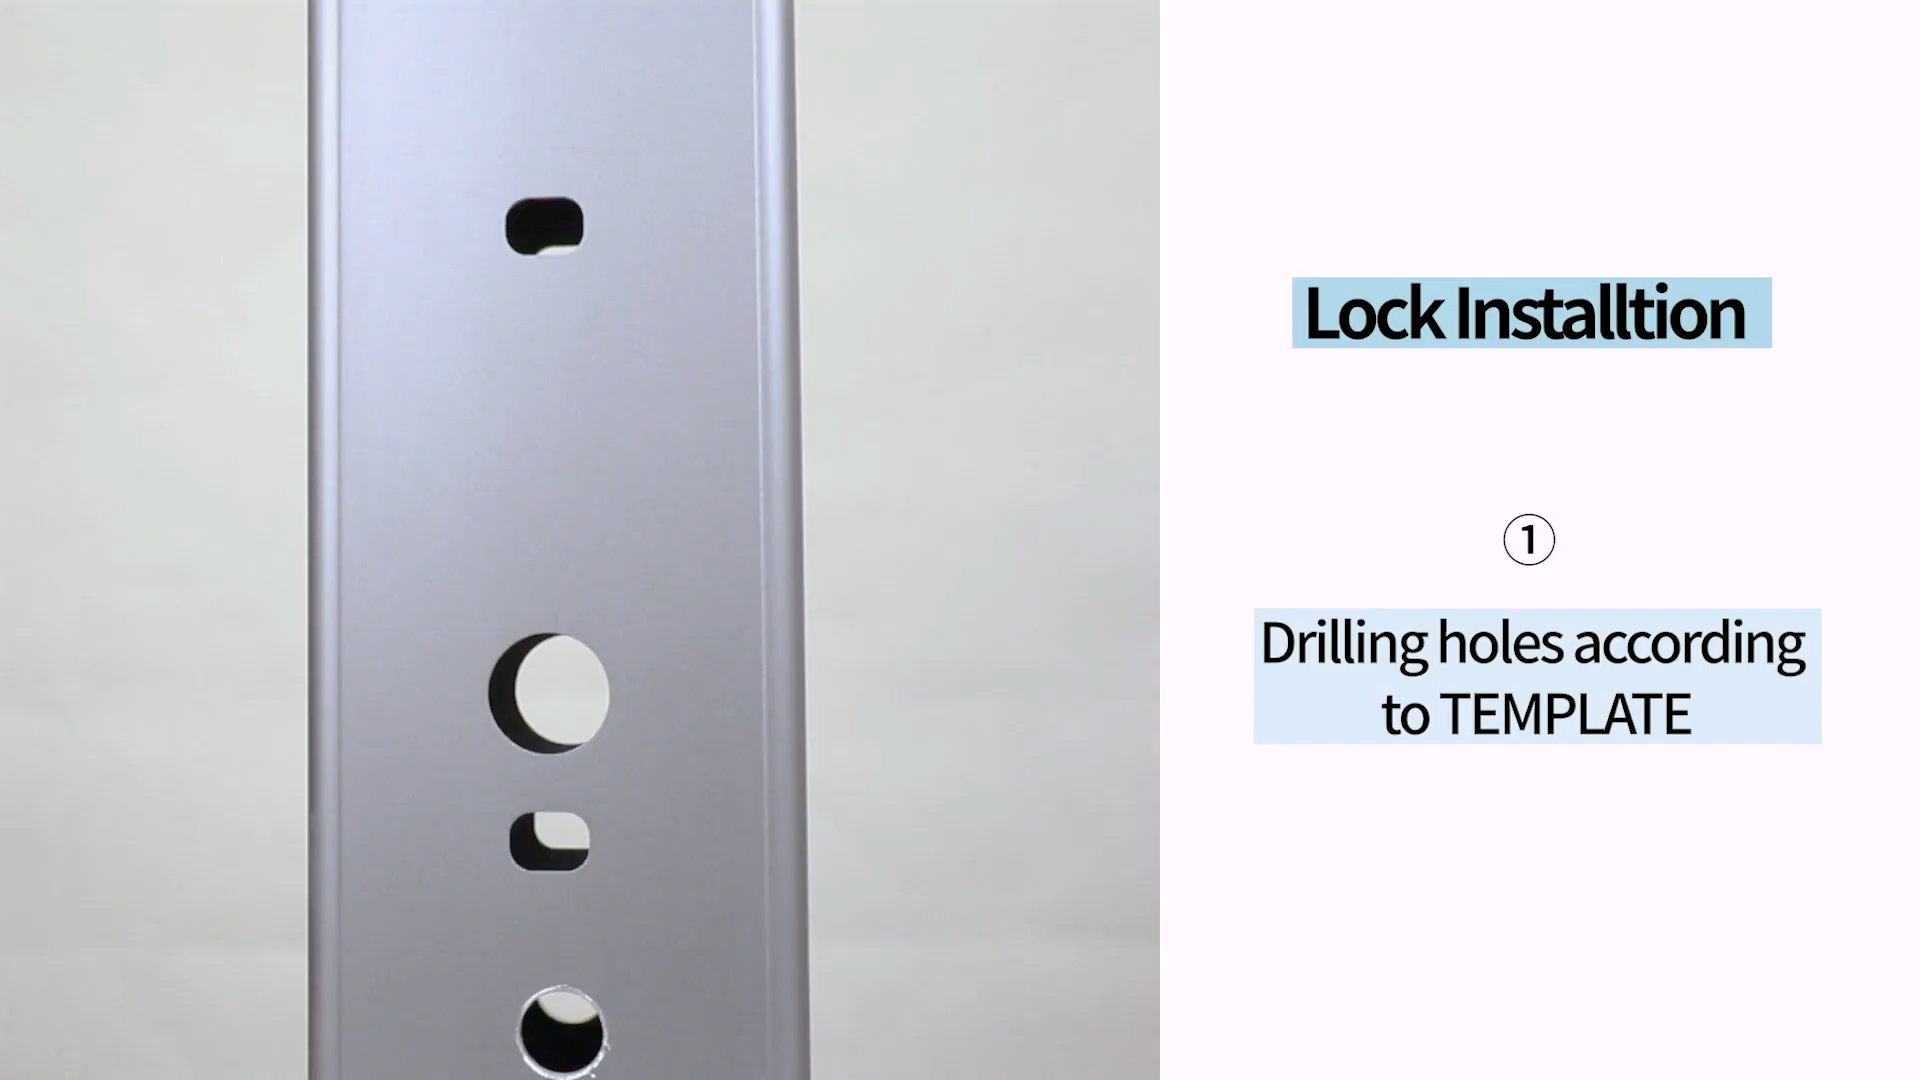 Lock Installtion
①
Drilling holes according
to TEMPLATE